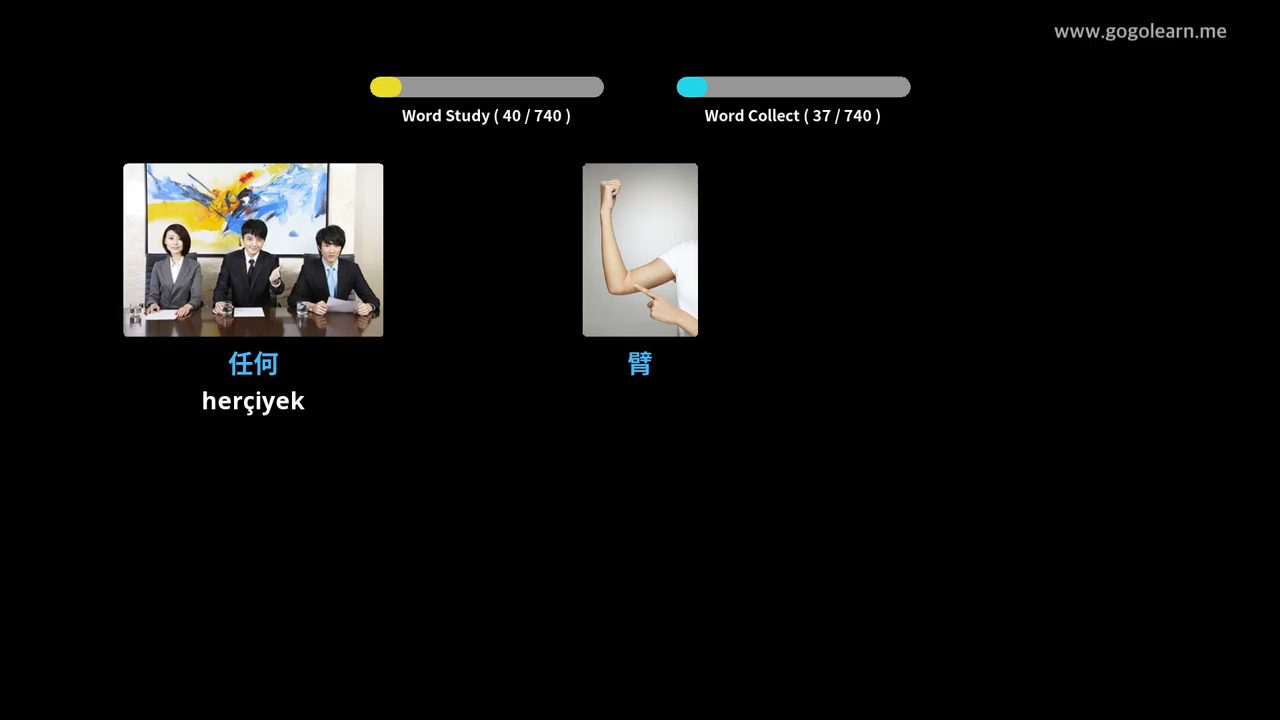 www.gogolearn.me
Word Study ( 40 / 740 )
Word Collect ( 37 / 740 )
任何
herçiyek
臂